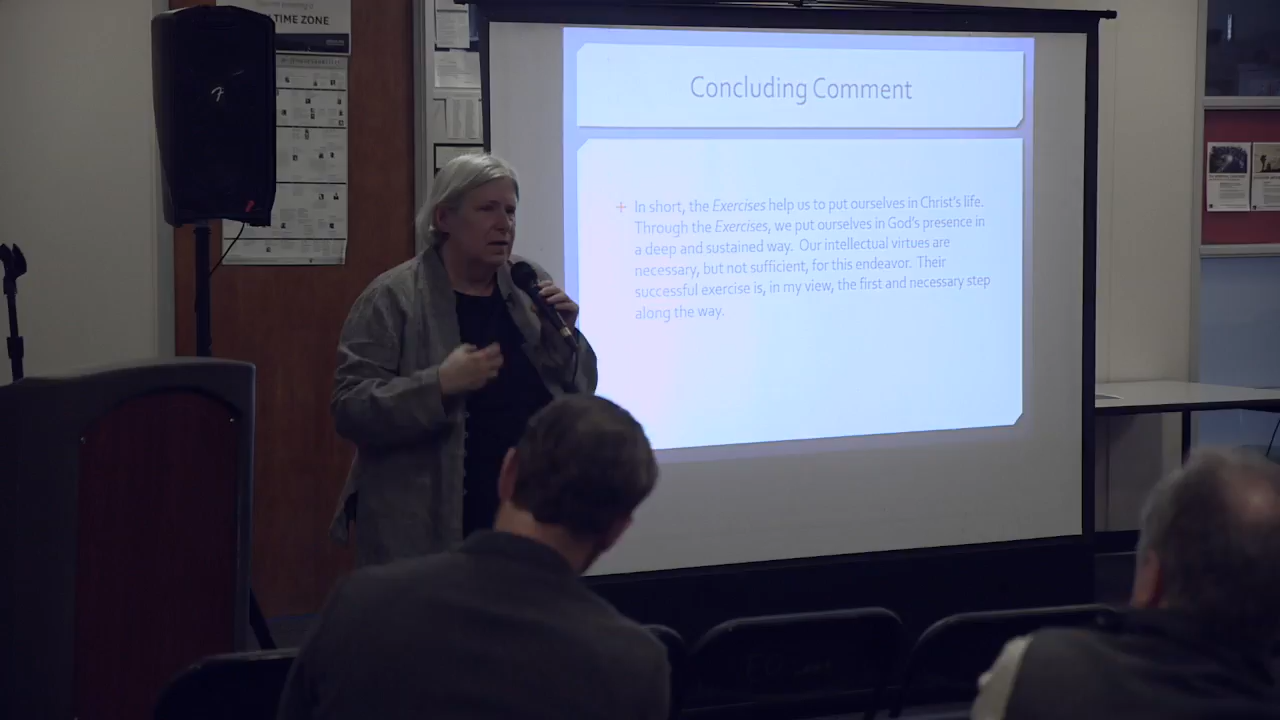 TIME ZONE
Concluding Comment
+ In short, the Exercises help us to put ourselves in Christ's life.
Through the Exercises, we put ourselves in God's presence in
a deep and sustained way. Our intellectual virtues are
necessary, but not sufficient, for this endeavor. Their
successful exercise is, in my view, the first and necessary step
along the way.